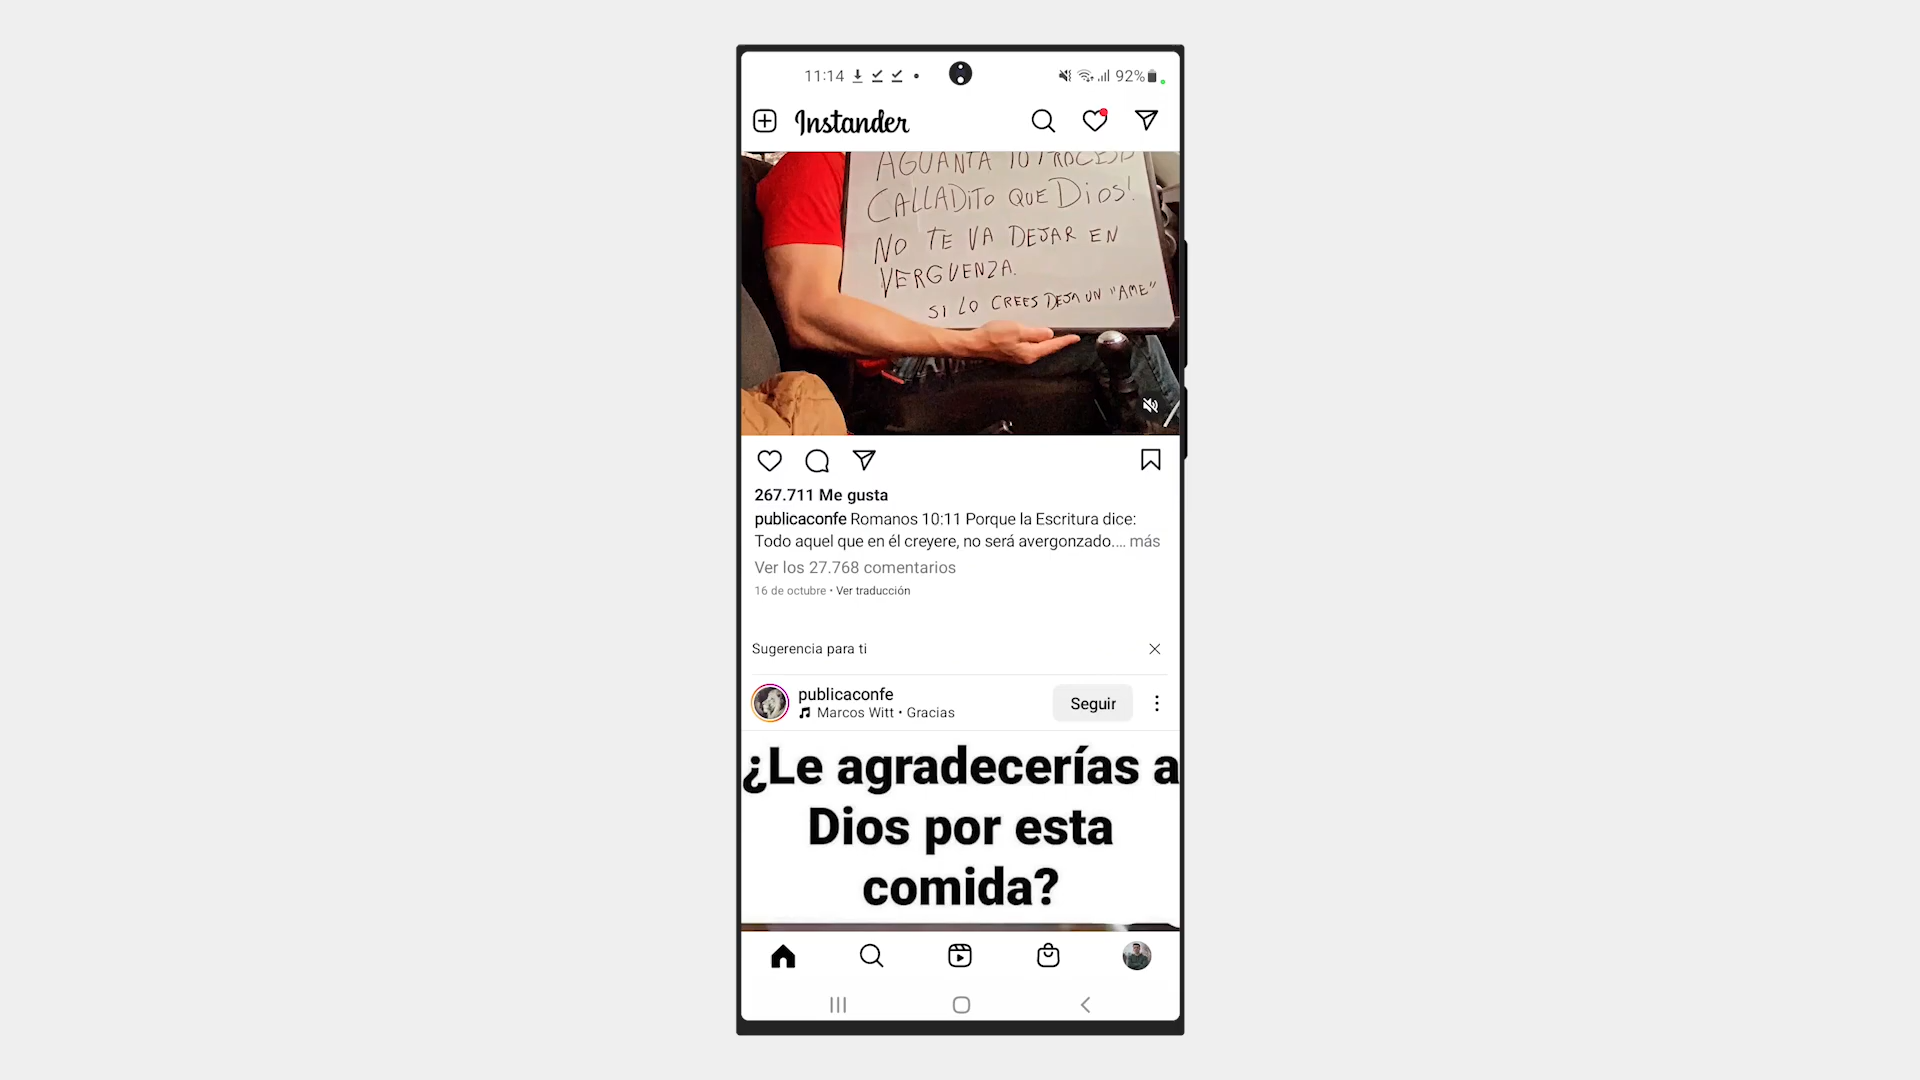 11:14
92%
Instander
AGUANTA TU PROCESO
CALLADITO QUE DIOS!
NO TE VA DEJAR EN
VERGUENZA.
SI LO CREES DEJA UN "AME"
267.711 Me gusta
publicaconfe Romanos 10:11 Porque la Escritura dice:
Todo aquel que en él creyere, no será avergonzado.... más
Ver los 27.768 comentarios
16 de octubre • Ver traducción
Sugerencia para ti
publicaconfe
Marcos Witt • Gracias
Seguir
¿Le agradecerías a
Dios por esta
comida?